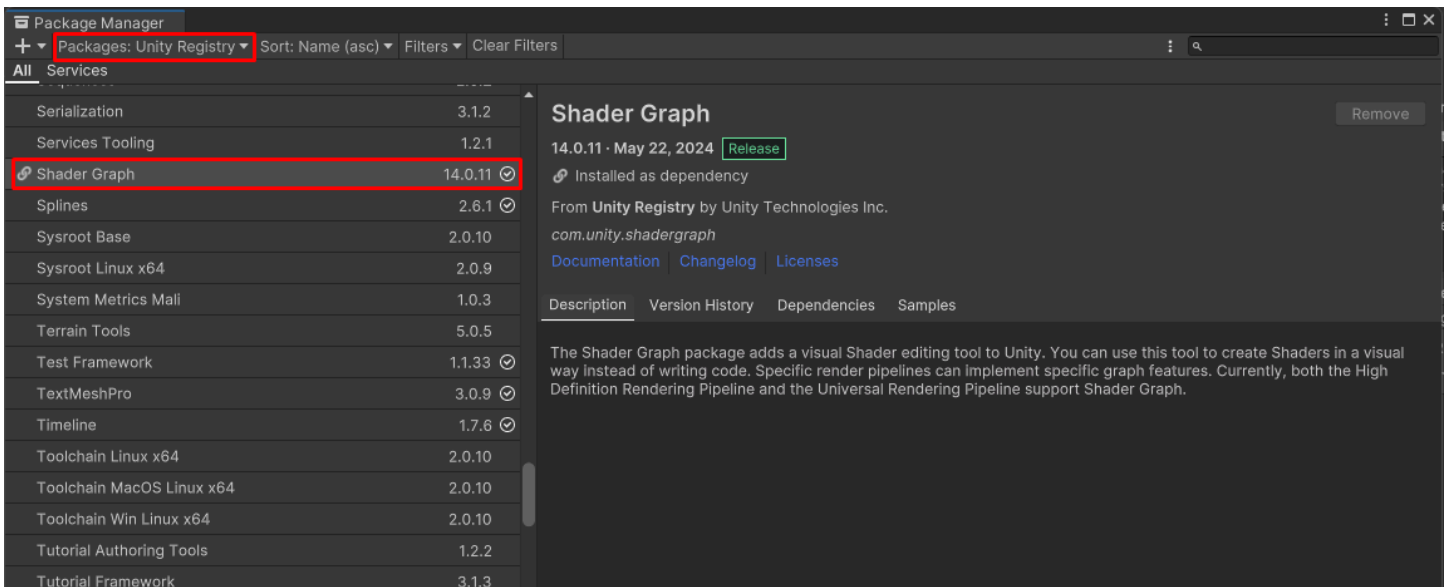 Package Manager
Packages: Unity Registry Sort: Name (asc) Filters Clear Filters
All Services
Serialization 3.1.2
Services Tooling 1.2.1
Shader Graph 14.0.11
Splines 2.6.1
Sysroot Base 2.0.10
Sysroot Linux x64 2.0.9
System Metrics Mali 1.0.3
Terrain Tools 5.0.5
Test Framework 1.1.33
TextMeshPro 3.0.9
Timeline 1.7.6
Toolchain Linux x64 2.0.10
Toolchain MacOS Linux x64 2.0.10
Toolchain Win Linux x64 2.0.10
Tutorial Authoring Tools 1.2.2
Tutorial Framework 3.1.3
Shader Graph Remove
14.0.11 · May 22, 2024 Release
Installed as dependency
From Unity Registry by Unity Technologies Inc.
com.unity.shadergraph
Documentation Changelog Licenses
Description Version History Dependencies Samples
The Shader Graph package adds a visual Shader editing tool to Unity. You can use this tool to create Shaders in a visual
way instead of writing code. Specific render pipelines can implement specific graph features. Currently, both the High
Definition Rendering Pipeline and the Universal Rendering Pipeline support Shader Graph.